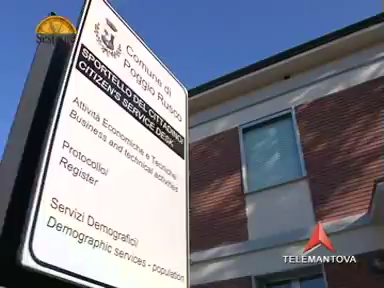 Comune di
Poggio Rusco
SPORTELLO DEL CITTADINO/
CITIZEN'S SERVICE DESK
Attività Economiche e Tecniche/
Business and technical activities
Protocollo/
Register
Servizi Demografici/
Demographic services - population
TELEMANTOVA